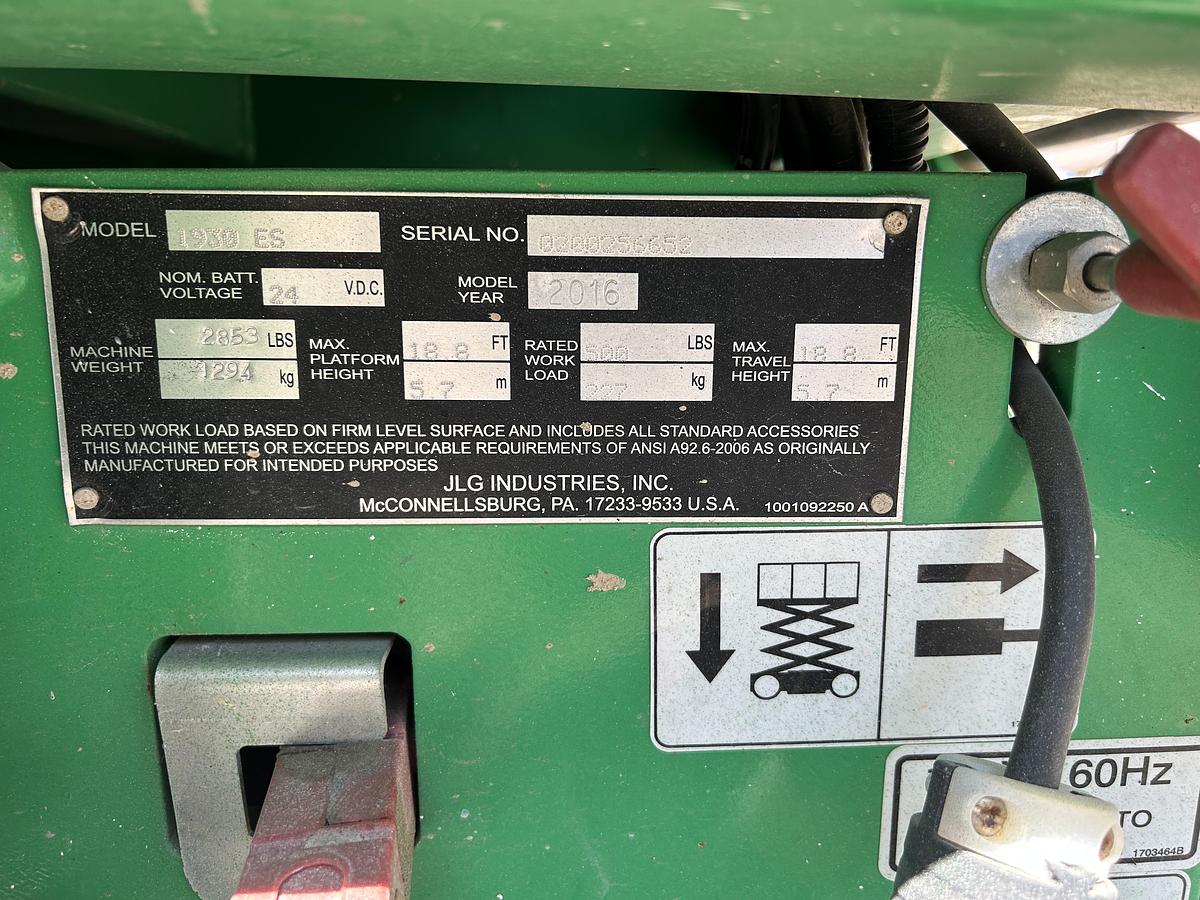 MODEL 1930 ES SERIAL NO. 0200256652
NOM. BATT. VOLTAGE 24 V.D.C. MODEL YEAR 2016
MACHINE WEIGHT 2853 LBS 1294 kg MAX. PLATFORM HEIGHT 18.8 FT 5.7 m RATED WORK LOAD 500 LBS 227 kg MAX. TRAVEL HEIGHT 18.8 FT 5.7 m
RATED WORK LOAD BASED ON FIRM LEVEL SURFACE AND INCLUDES ALL STANDARD ACCESSORIES
THIS MACHINE MEETS OR EXCEEDS APPLICABLE REQUIREMENTS OF ANSI A92.6-2006 AS ORIGINALLY
MANUFACTURED FOR INTENDED PURPOSES
JLG INDUSTRIES, INC.
McCONNELLSBURG, PA. 17233-9533 U.S.A. 1001092250 A
60Hz
TO
1703464B